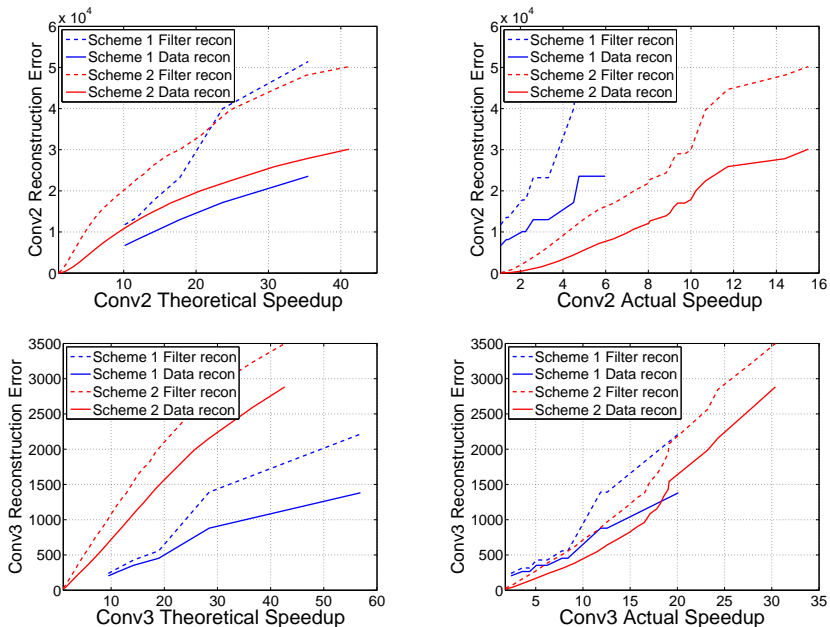 x 10⁴
6
5
4
3
2
1
0
Conv2 Reconstruction Error
Scheme 1 Filter recon
Scheme 1 Data recon
Scheme 2 Filter recon
Scheme 2 Data recon
10 20 30 40
Conv2 Theoretical Speedup
x 10⁴
6
5
4
3
2
1
0
Conv2 Reconstruction Error
Scheme 1 Filter recon
Scheme 1 Data recon
Scheme 2 Filter recon
Scheme 2 Data recon
2 4 6 8 10 12 14 16
Conv2 Actual Speedup
3500
3000
2500
2000
1500
1000
500
0
Conv3 Reconstruction Error
Scheme 1 Filter recon
Scheme 1 Data recon
Scheme 2 Filter recon
Scheme 2 Data recon
10 20 30 40 50 60
Conv3 Theoretical Speedup
3500
3000
2500
2000
1500
1000
500
0
Conv3 Reconstruction Error
Scheme 1 Filter recon
Scheme 1 Data recon
Scheme 2 Filter recon
Scheme 2 Data recon
5 10 15 20 25 30 35
Conv3 Actual Speedup